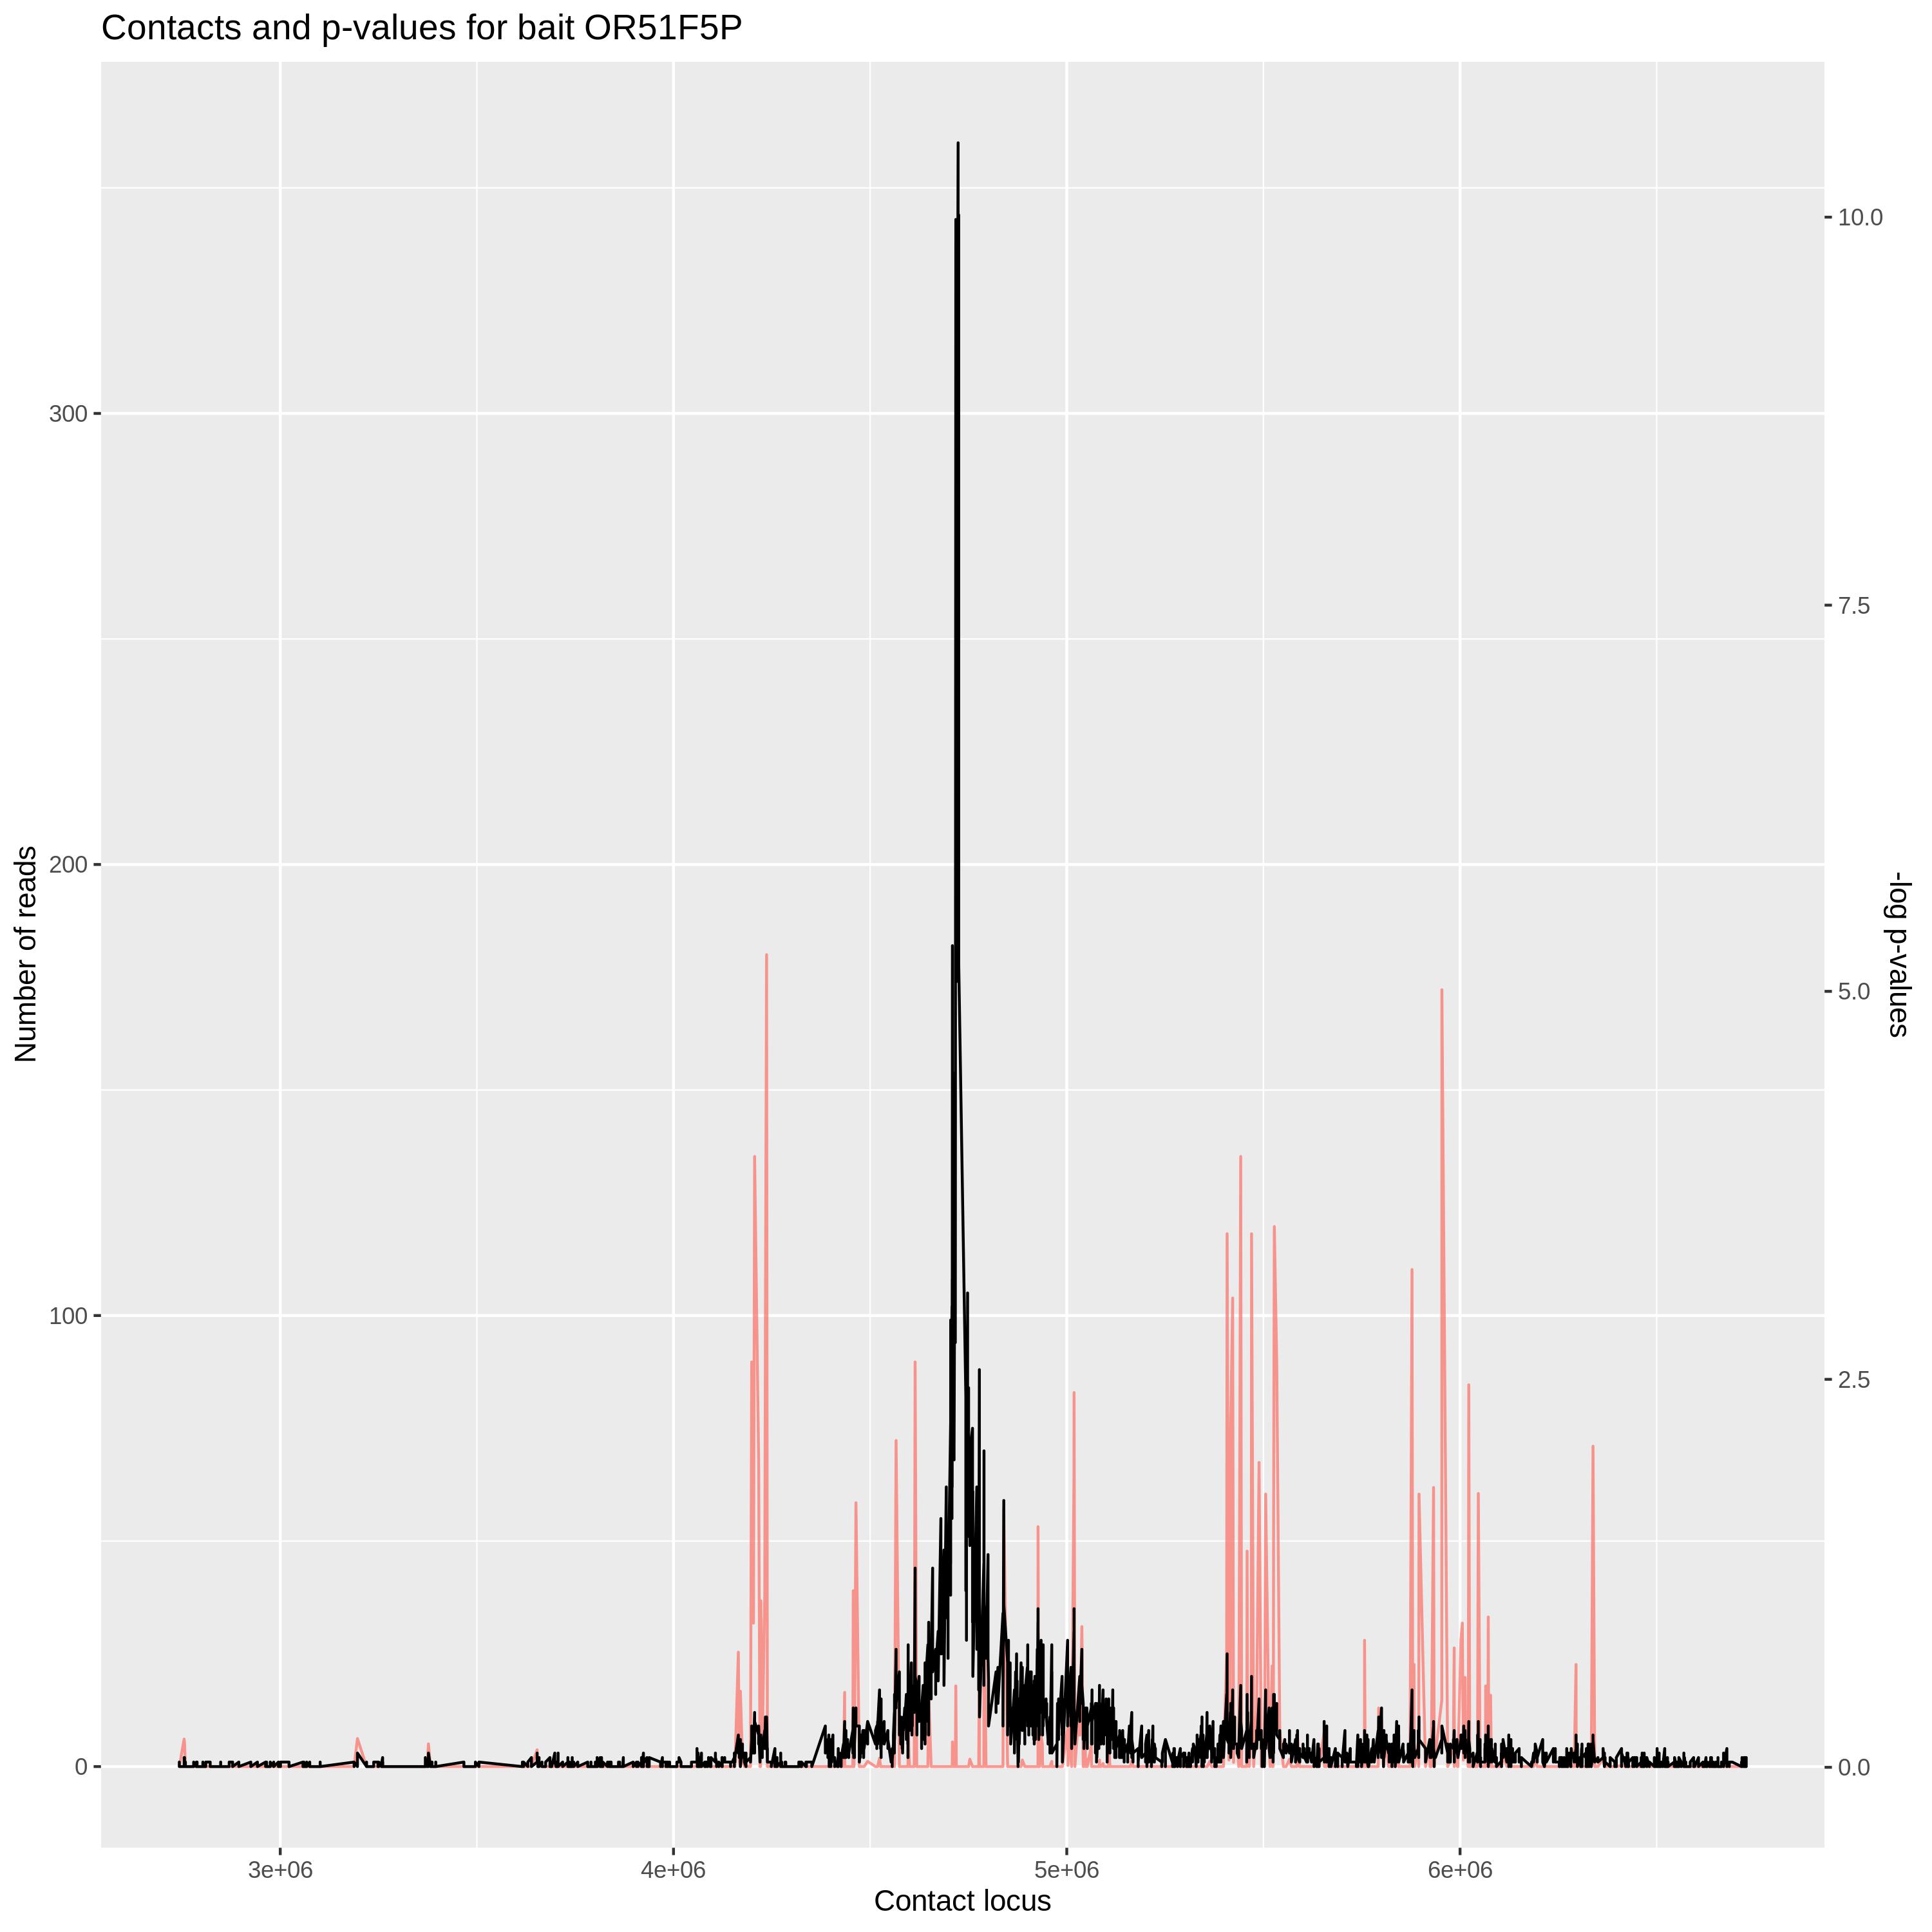 Contacts and p-values for bait OR51F5P
Number of reads
300
200
100
0
10.0
7.5
5.0
2.5
0.0
-log p-values
3e+06 4e+06 5e+06 6e+06
Contact locus